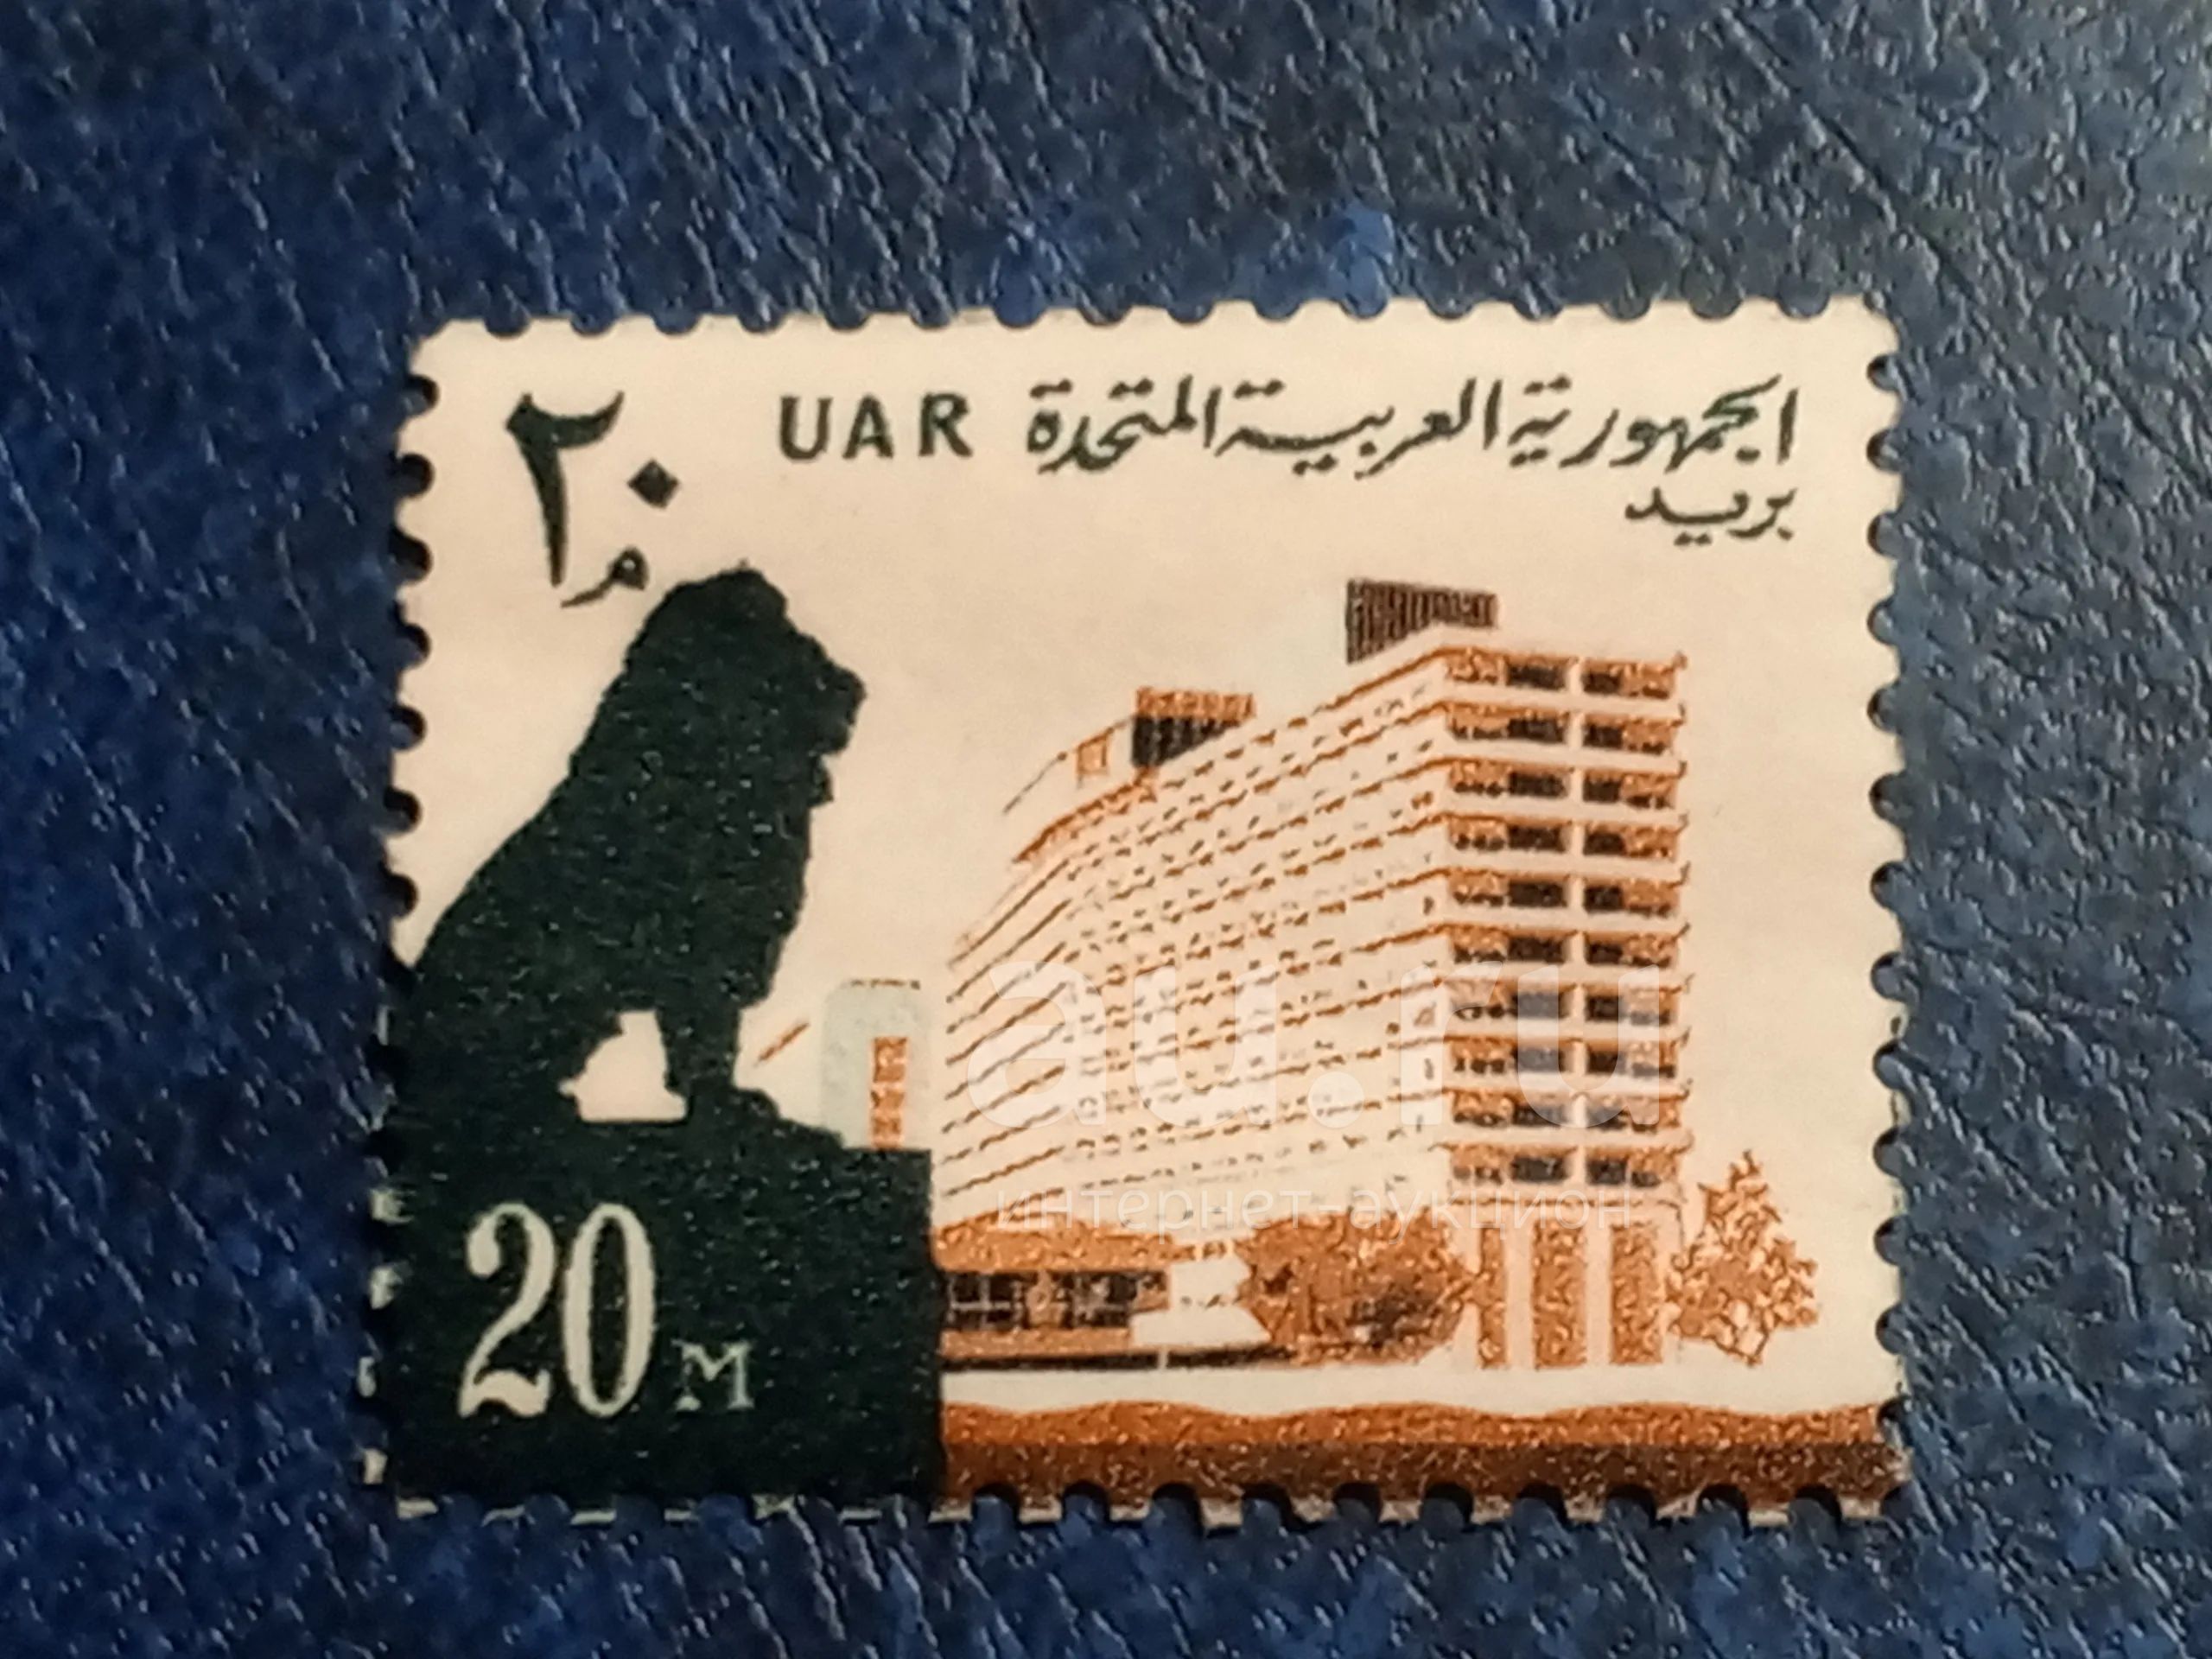 الجمهورية العربية المتحدة UAR ٢٠
بريد
م
au.ru
интернет-аукцион
20 M